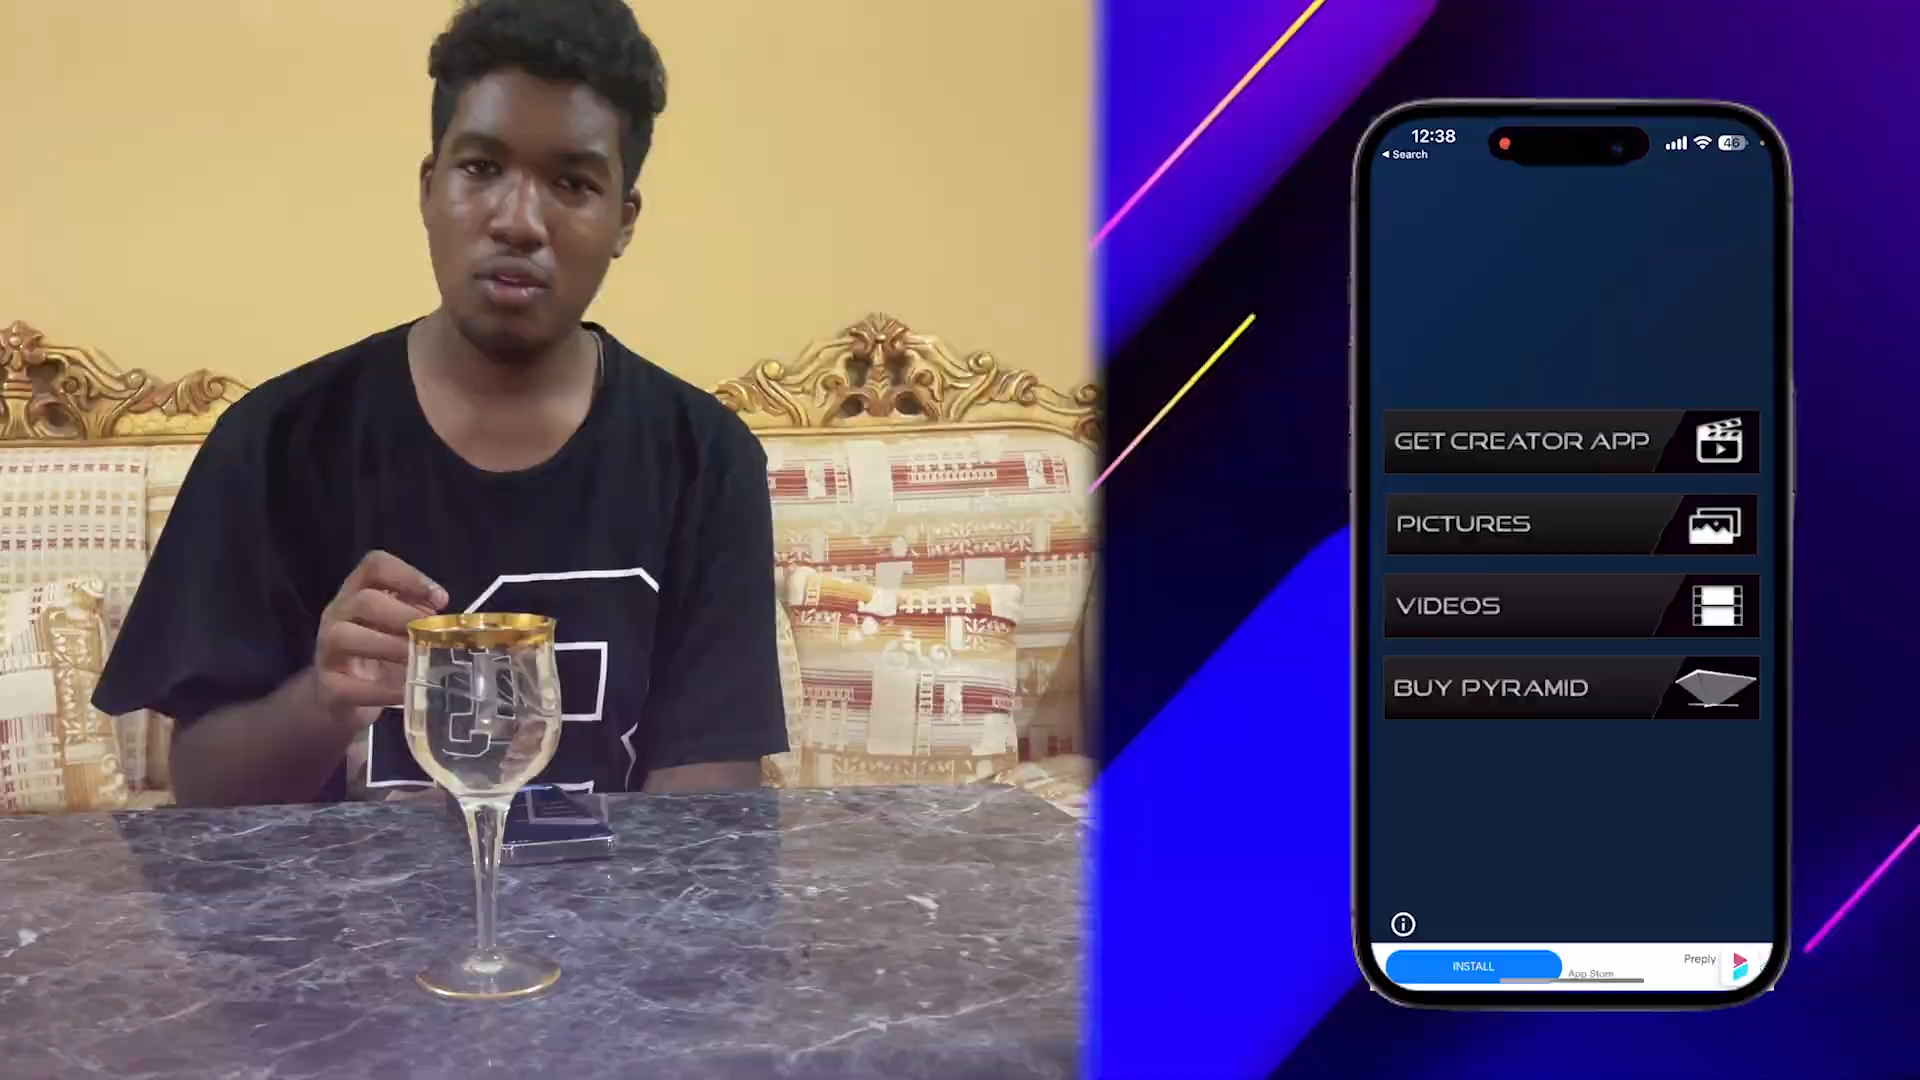 12:38
46
◀ Search
GET CREATOR APP
PICTURES
VIDEOS
BUY PYRAMID
INSTALL
App Store
Preply